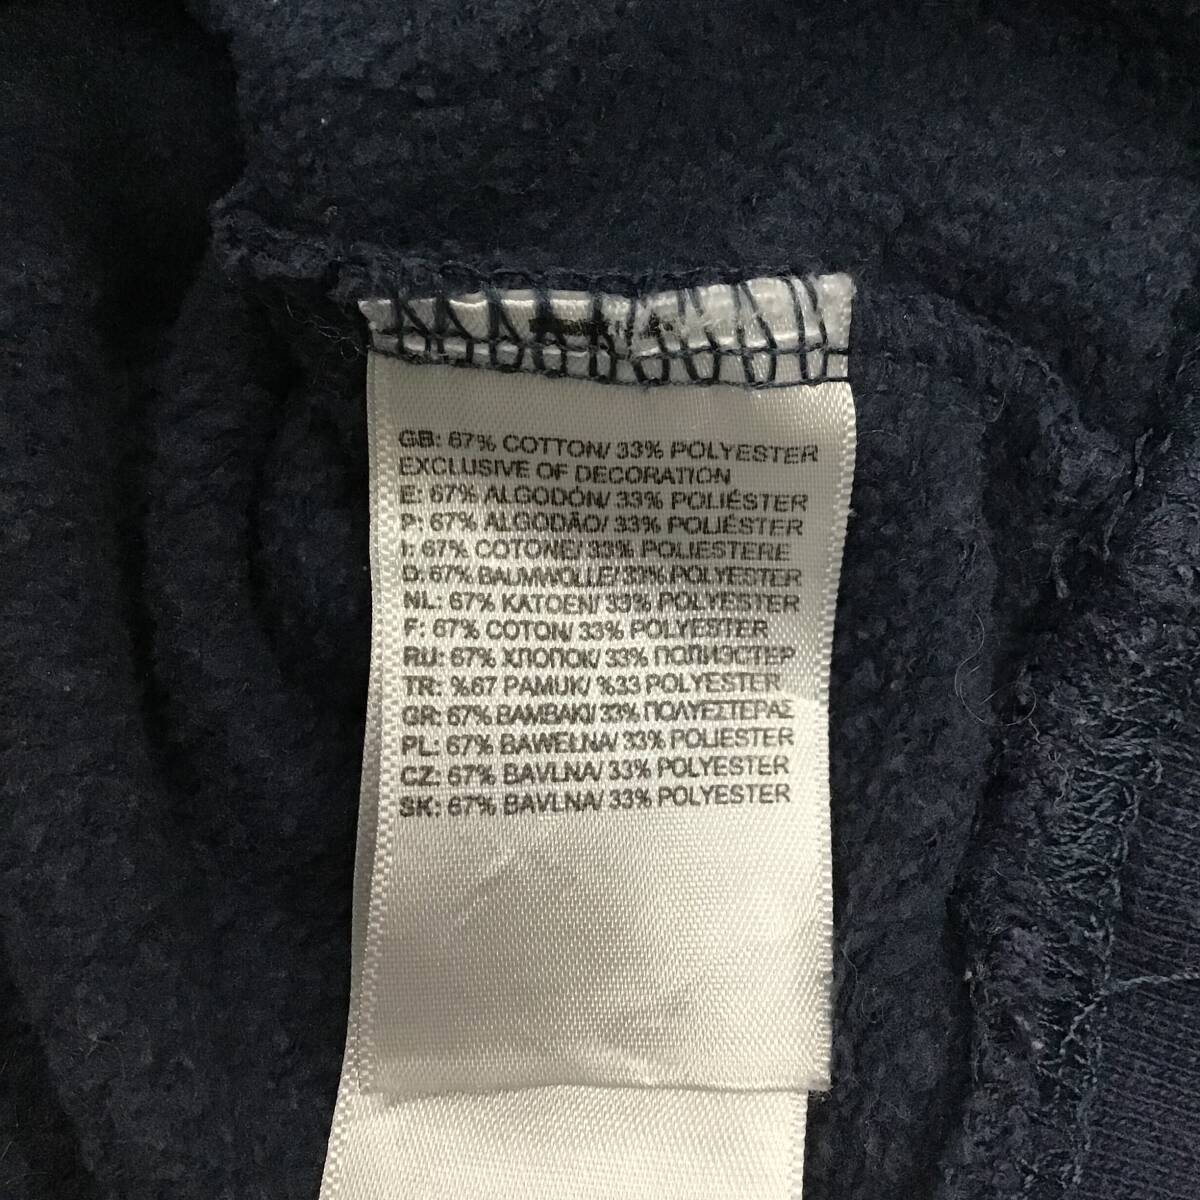 GB: 67% COTTON/ 33% POLYESTER
EXCLUSIVE OF DECORATION
E: 67% ALGODÓN/ 33% POLIÉSTER
P: 67% ALGODÃO/ 33% POLIÉSTER
I: 67% COTONE/ 33% POLIESTERE
D: 67% BAUMWOLLE/ 33% POLYESTER
NL: 67% KATOEN/ 33% POLYESTER
F: 67% COTON/ 33% POLYESTER
RU: 67% ХЛОПОК/ 33% ПОЛИЭСТЕР
TR: %67 PAMUK/ %33 POLYESTER
GR: 67% ΒΑΜΒΑΚΙ/ 33% ΠΟΛΥΕΣΤΕΡΑΣ
PL: 67% BAWEŁNA/ 33% POLIESTER
CZ: 67% BAVLNA/ 33% POLYESTER
SK: 67% BAVLNA/ 33% POLYESTER